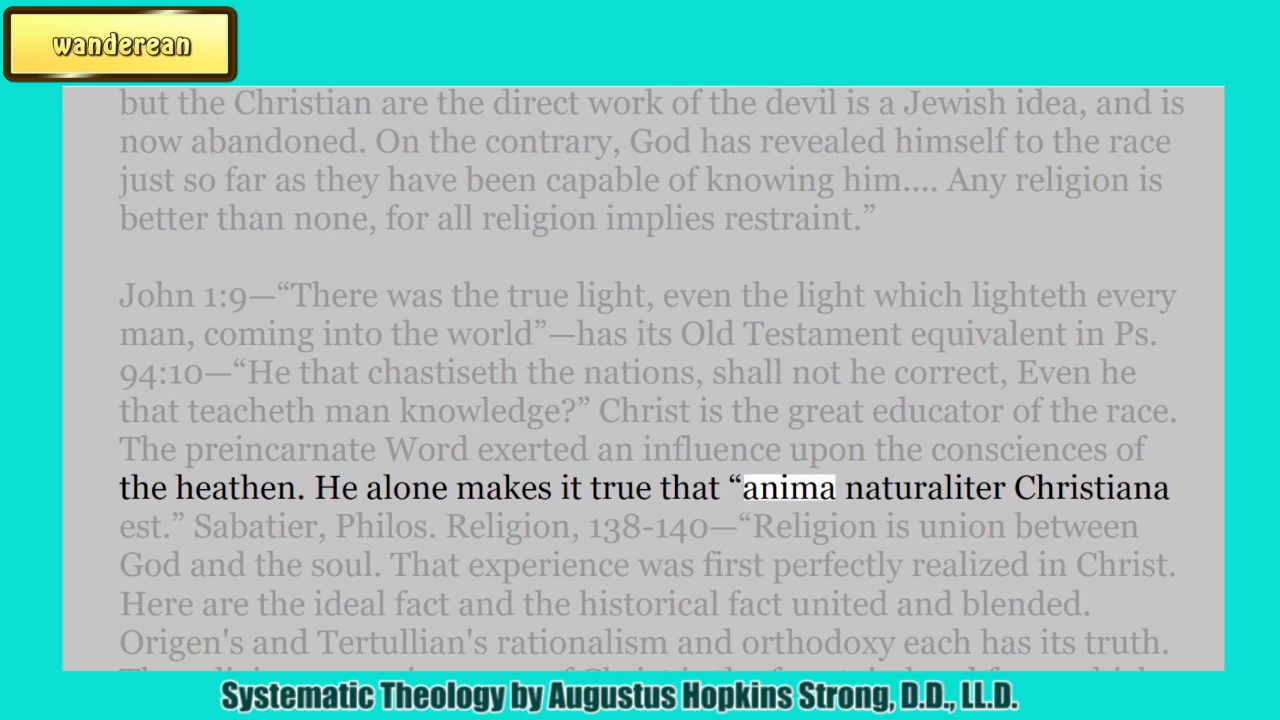 wanderean
but the Christian are the direct work of the devil is a Jewish idea, and is
now abandoned. On the contrary, God has revealed himself to the race
just so far as they have been capable of knowing him.... Any religion is
better than none, for all religion implies restraint.”
John 1:9—“There was the true light, even the light which lighteth every
man, coming into the world”—has its Old Testament equivalent in Ps.
94:10—“He that chastiseth the nations, shall not he correct, Even he
that teacheth man knowledge?” Christ is the great educator of the race.
The preincarnate Word exerted an influence upon the consciences of
the heathen. He alone makes it true that “anima naturaliter Christiana
est.” Sabatier, Philos. Religion, 138-140—“Religion is union between
God and the soul. That experience was first perfectly realized in Christ.
Here are the ideal fact and the historical fact united and blended.
Origen's and Tertullian's rationalism and orthodoxy each has its truth.
Systematic Theology by Augustus Hopkins Strong, D.D., LL.D.